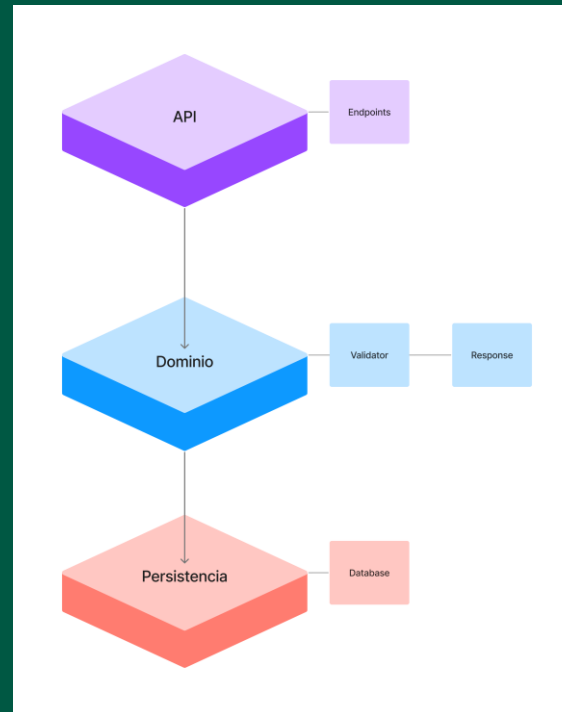 API
Endpoints
Dominio
Validator
Response
Persistencia
Database